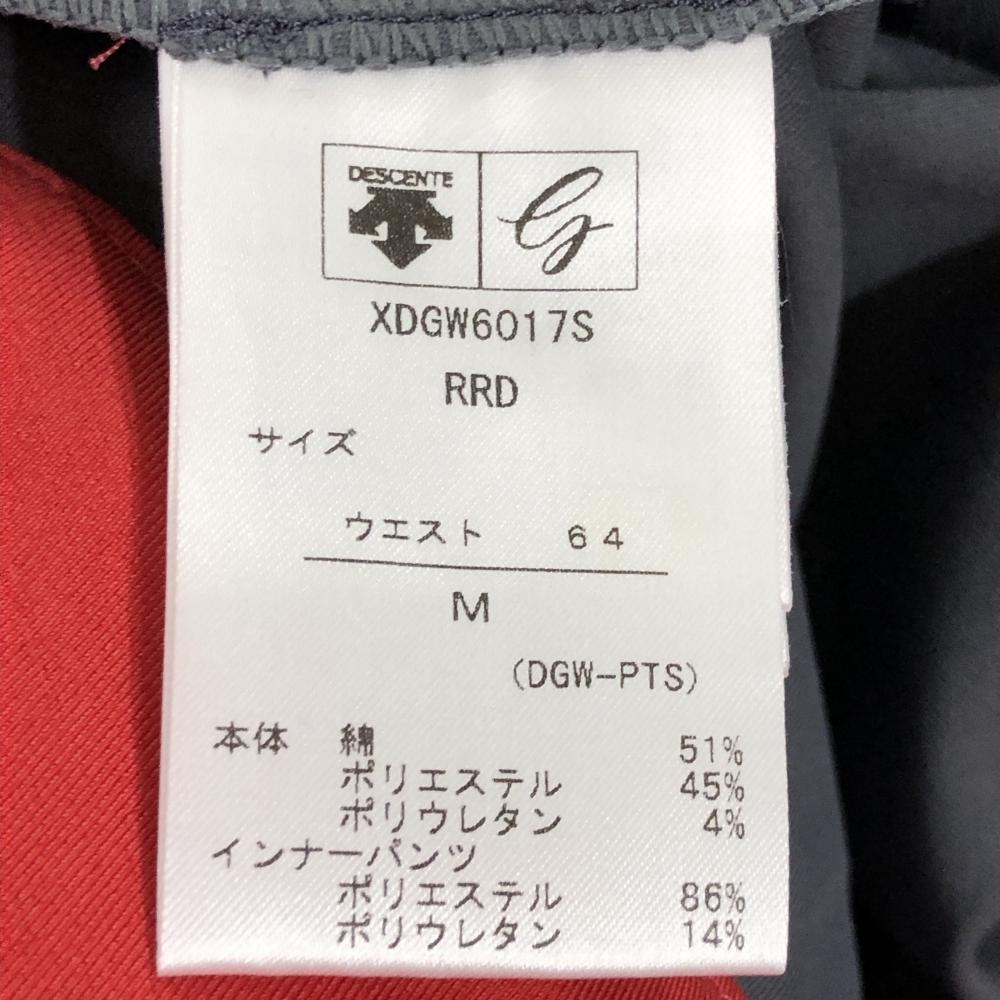 DESCENTE G
XDGW6017S
RRD
サイズ
ウエスト 64
M
(DGW-PTS)
本体 綿 51%
ポリエステル 45%
ポリウレタン 4%
インナーパンツ
ポリエステル 86%
ポリウレタン 14%